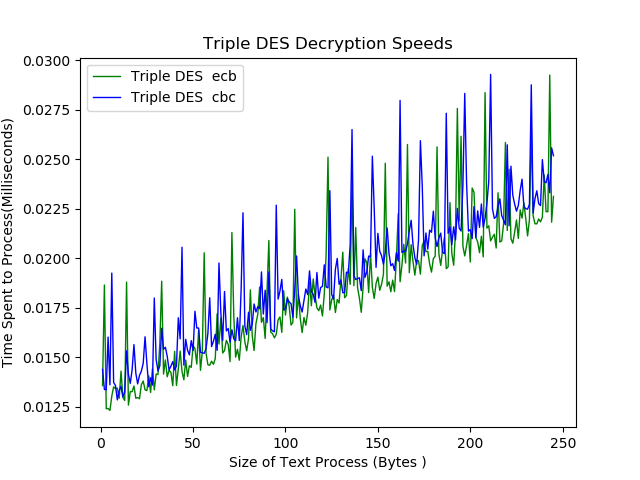 Triple DES Decryption Speeds
Triple DES  ecb
Triple DES  cbc
Time Spent to Process(Milliseconds)
0.0300
0.0275
0.0250
0.0225
0.0200
0.0175
0.0150
0.0125
0 50 100 150 200 250
Size of Text Process (Bytes )